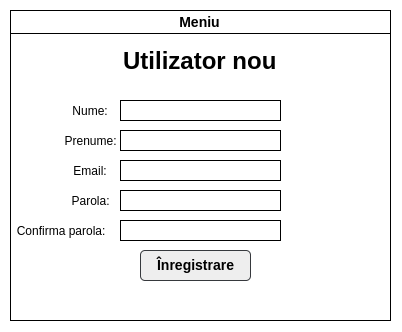 Meniu
Utilizator nou
Nume:
Prenume:
Email:
Parola:
Confirma parola:
Înregistrare